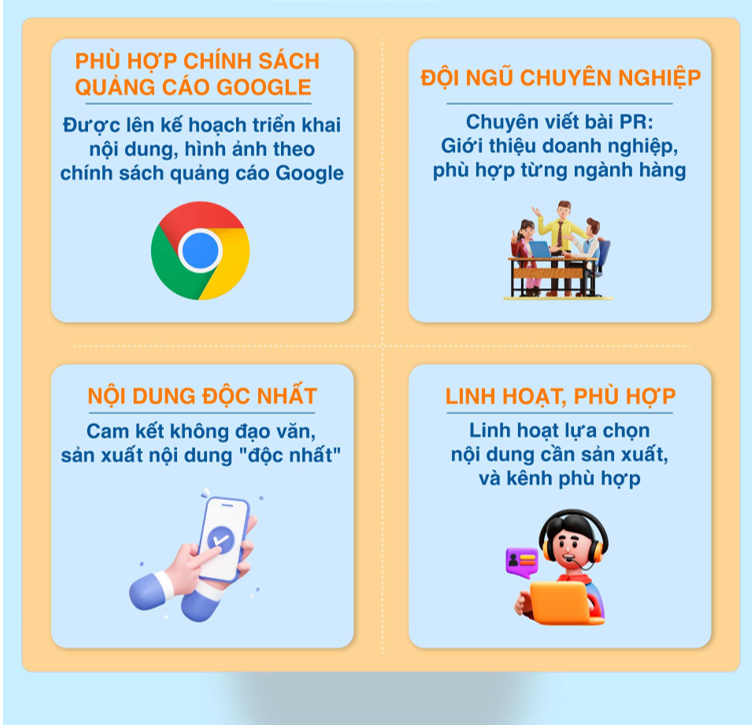 PHÙ HỢP CHÍNH SÁCH
QUẢNG CÁO GOOGLE
Được lên kế hoạch triển khai
nội dung, hình ảnh theo
chính sách quảng cáo Google
ĐỘI NGŨ CHUYÊN NGHIỆP
Chuyên viết bài PR:
Giới thiệu doanh nghiệp,
phù hợp từng ngành hàng
NỘI DUNG ĐỘC NHẤT
Cam kết không đạo văn,
sản xuất nội dung "độc nhất"
LINH HOẠT, PHÙ HỢP
Linh hoạt lựa chọn
nội dung cần sản xuất,
và kênh phù hợp